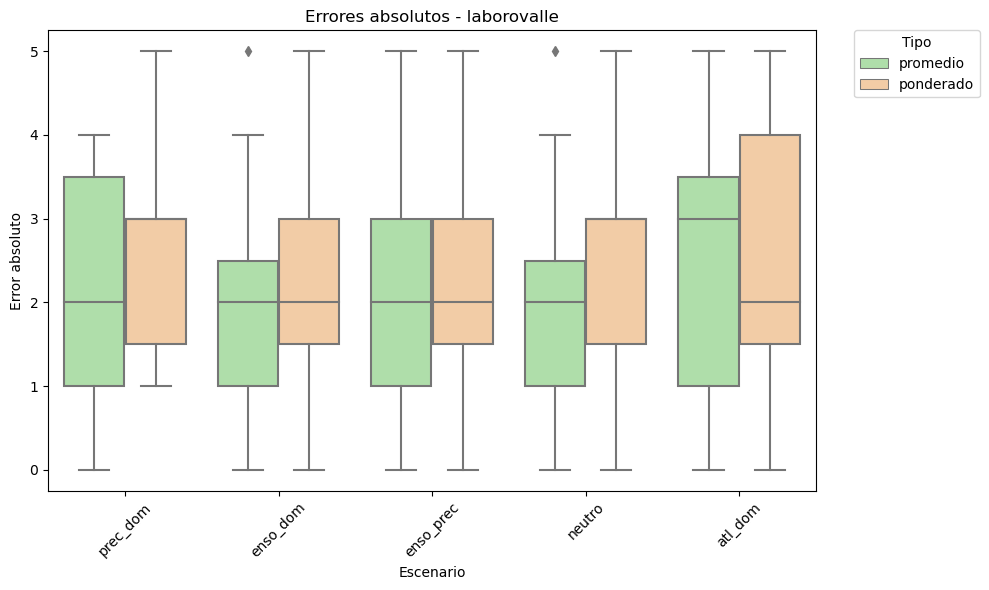 Errores absolutos - laborovalle
Tipo
promedio
ponderado
Error absoluto
5
4
3
2
1
0
prec_dom
enso_dom
enso_prec
neutro
atl_dom
Escenario